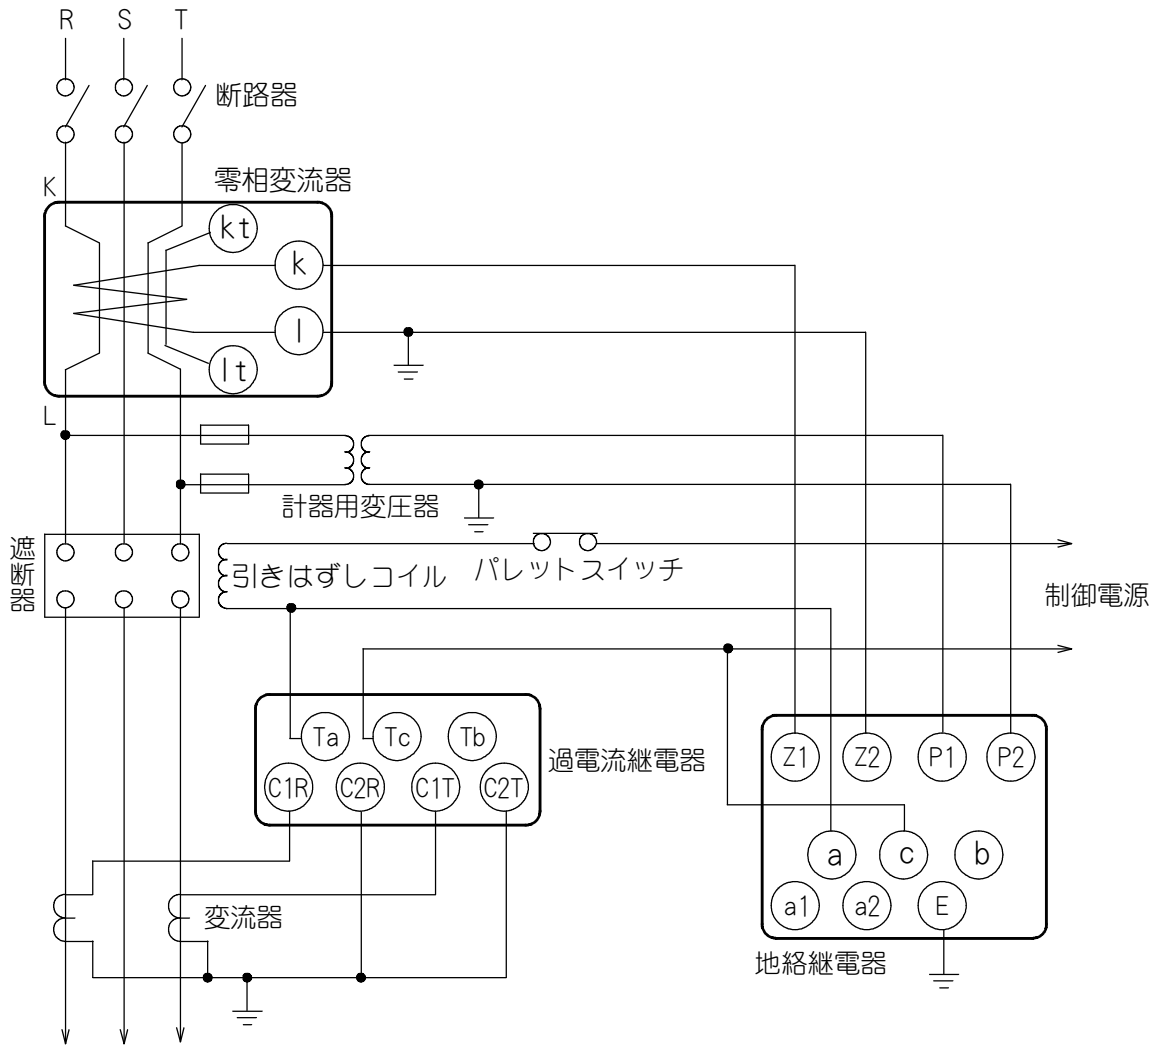 R S T
断路器
零相変流器
K
kt
k
l
lt
L
計器用変圧器
遮断器
引きはずしコイル
パレットスイッチ
制御電源
Ta Tc Tb
C1R C2R C1T C2T
過電流継電器
Z1 Z2 P1 P2
a c b
a1 a2 E
変流器
地絡継電器